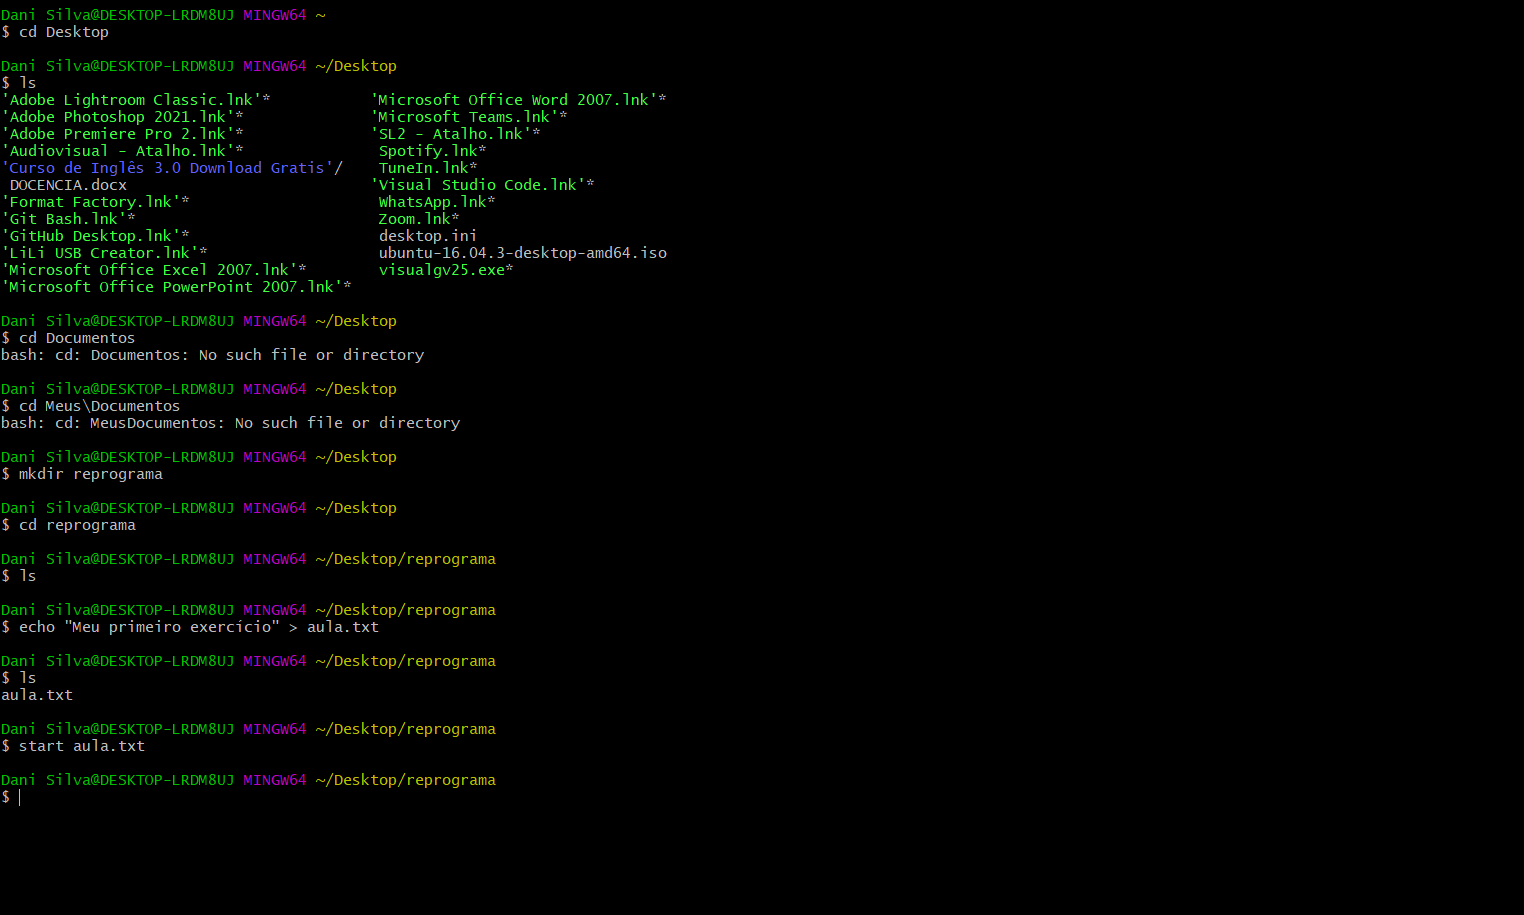 Dani Silva@DESKTOP-LRDM8UJ MINGW64 ~
$ cd Desktop
Dani Silva@DESKTOP-LRDM8UJ MINGW64 ~/Desktop
$ ls
'Adobe Lightroom Classic.lnk'* 'Microsoft Office Word 2007.lnk'*
'Adobe Photoshop 2021.lnk'* 'Microsoft Teams.lnk'*
'Adobe Premiere Pro 2.lnk'* 'SL2 - Atalho.lnk'*
'Audiovisual - Atalho.lnk'* Spotify.lnk*
'Curso de Inglês 3.0 Download Gratis'/ TuneIn.lnk*
DOCENCIA.docx 'Visual Studio Code.lnk'*
'Format Factory.lnk'* WhatsApp.lnk*
'Git Bash.lnk'* Zoom.lnk*
'GitHub Desktop.lnk'* desktop.ini
'LiLi USB Creator.lnk'* ubuntu-16.04.3-desktop-amd64.iso
'Microsoft Office Excel 2007.lnk'* visualgv25.exe*
'Microsoft Office PowerPoint 2007.lnk'*
Dani Silva@DESKTOP-LRDM8UJ MINGW64 ~/Desktop
$ cd Documentos
bash: cd: Documentos: No such file or directory
Dani Silva@DESKTOP-LRDM8UJ MINGW64 ~/Desktop
$ cd Meus\Documentos
bash: cd: MeusDocumentos: No such file or directory
Dani Silva@DESKTOP-LRDM8UJ MINGW64 ~/Desktop
$ mkdir reprograma
Dani Silva@DESKTOP-LRDM8UJ MINGW64 ~/Desktop
$ cd reprograma
Dani Silva@DESKTOP-LRDM8UJ MINGW64 ~/Desktop/reprograma
$ ls
Dani Silva@DESKTOP-LRDM8UJ MINGW64 ~/Desktop/reprograma
$ echo "Meu primeiro exercício" > aula.txt
Dani Silva@DESKTOP-LRDM8UJ MINGW64 ~/Desktop/reprograma
$ ls
aula.txt
Dani Silva@DESKTOP-LRDM8UJ MINGW64 ~/Desktop/reprograma
$ start aula.txt
Dani Silva@DESKTOP-LRDM8UJ MINGW64 ~/Desktop/reprograma
$